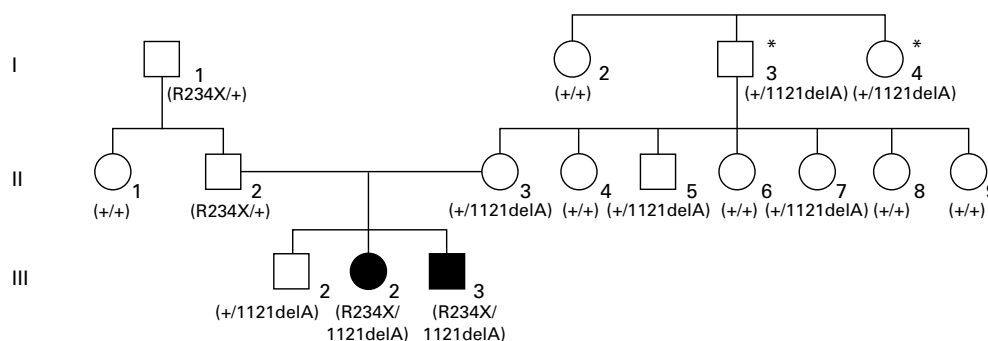 I
1
(R234X/+)
2
(+/+)
*
3
(+/1121delA)
*
4
(+/1121delA)
II
1
(+/+)
2
(R234X/+)
3
(+/1121delA)
4
(+/+)
5
(+/1121delA)
6
(+/+)
7
(+/1121delA)
8
(+/+)
9
(+/+)
III
2
(+/1121delA)
2
(R234X/
1121delA)
3
(R234X/
1121delA)